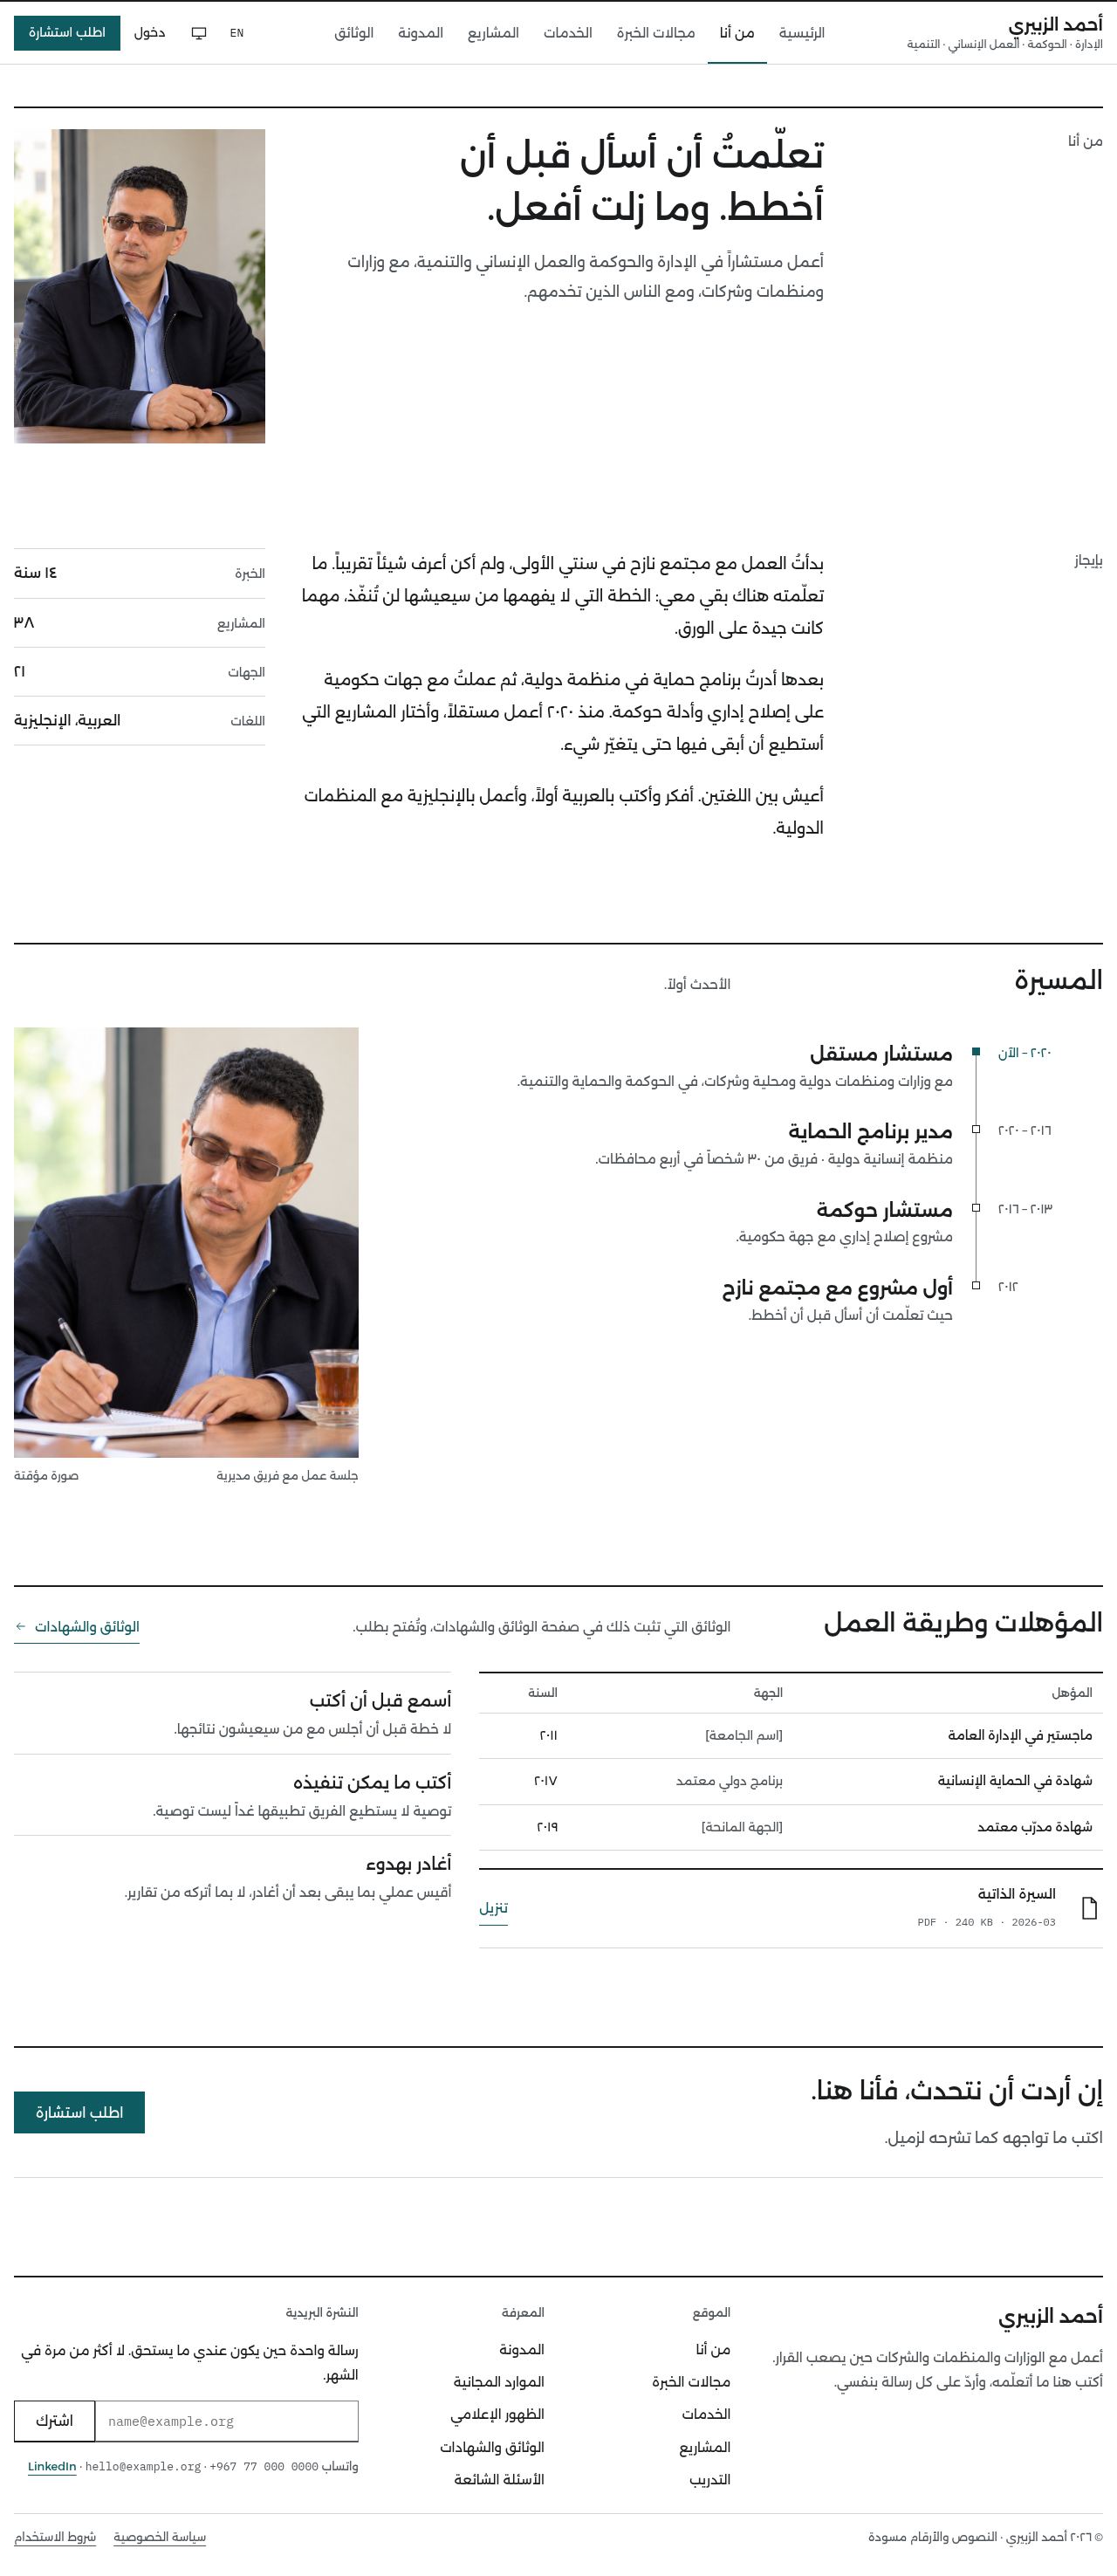 أحمد الزبيري
الإدارة · الحوكمة · العمل الإنساني · التنمية
الرئيسية
من أنا
مجالات الخبرة
الخدمات
المشاريع
المدونة
الوثائق
EN
دخول
اطلب استشارة
من أنا
تعلّمتُ أن أسأل قبل أن
أخطط. وما زلت أفعل.
أعمل مستشاراً في الإدارة والحوكمة والعمل الإنساني والتنمية، مع وزارات
ومنظمات وشركات، ومع الناس الذين تخدمهم.
بإيجاز
بدأتُ العمل مع مجتمع نازح في سنتي الأولى، ولم أكن أعرف شيئاً تقريباً. ما
تعلّمته هناك بقي معي: الخطة التي لا يفهمها من سيعيشها لن تُنفّذ، مهما
كانت جيدة على الورق.
بعدها أدرتُ برنامج حماية في منظمة دولية، ثم عملتُ مع جهات حكومية
على إصلاح إداري وأدلة حوكمة. منذ ٢٠٢٠ أعمل مستقلاً، وأختار المشاريع التي
أستطيع أن أبقى فيها حتى يتغيّر شيء.
أعيش بين اللغتين. أفكر وأكتب بالعربية أولاً، وأعمل بالإنجليزية مع المنظمات
الدولية.
الخبرة ١٤ سنة
المشاريع ٣٨
الجهات ٢١
اللغات العربية، الإنجليزية
المسيرة
الأحدث أولاً.
٢٠٢٠ – الآن
مستشار مستقل
مع وزارات ومنظمات دولية ومحلية وشركات، في الحوكمة والحماية والتنمية.
٢٠١٦ – ٢٠٢٠
مدير برنامج الحماية
منظمة إنسانية دولية · فريق من ٣٠ شخصاً في أربع محافظات.
٢٠١٣ – ٢٠١٦
مستشار حوكمة
مشروع إصلاح إداري مع جهة حكومية.
٢٠١٢
أول مشروع مع مجتمع نازح
حيث تعلّمت أن أسأل قبل أن أخطط.
جلسة عمل مع فريق مديرية
صورة مؤقتة
المؤهلات وطريقة العمل
الوثائق التي تثبت ذلك في صفحة الوثائق والشهادات، وتُفتح بطلب.
الوثائق والشهادات ←
المؤهل الجهة السنة
ماجستير في الإدارة العامة [اسم الجامعة] ٢٠١١
شهادة في الحماية الإنسانية برنامج دولي معتمد ٢٠١٧
شهادة مدرّب معتمد [الجهة المانحة] ٢٠١٩
السيرة الذاتية
PDF · 240 KB · 2026-03
تنزيل
أسمع قبل أن أكتب
لا خطة قبل أن أجلس مع من سيعيشون نتائجها.
أكتب ما يمكن تنفيذه
توصية لا يستطيع الفريق تطبيقها غداً ليست توصية.
أغادر بهدوء
أقيس عملي بما يبقى بعد أن أغادر، لا بما أتركه من تقارير.
إن أردت أن نتحدث، فأنا هنا.
اكتب ما تواجهه كما تشرحه لزميل.
اطلب استشارة
أحمد الزبيري
أعمل مع الوزارات والمنظمات والشركات حين يصعب القرار.
أكتب هنا ما أتعلّمه، وأردّ على كل رسالة بنفسي.
الموقع
من أنا
مجالات الخبرة
الخدمات
المشاريع
التدريب
المعرفة
المدونة
الموارد المجانية
الظهور الإعلامي
الوثائق والشهادات
الأسئلة الشائعة
النشرة البريدية
رسالة واحدة حين يكون عندي ما يستحق. لا أكثر من مرة في
الشهر.
name@example.org
اشترك
واتساب +967 77 000 0000 · hello@example.org · LinkedIn
© ٢٠٢٦ أحمد الزبيري · النصوص والأرقام مسودة
سياسة الخصوصية
شروط الاستخدام